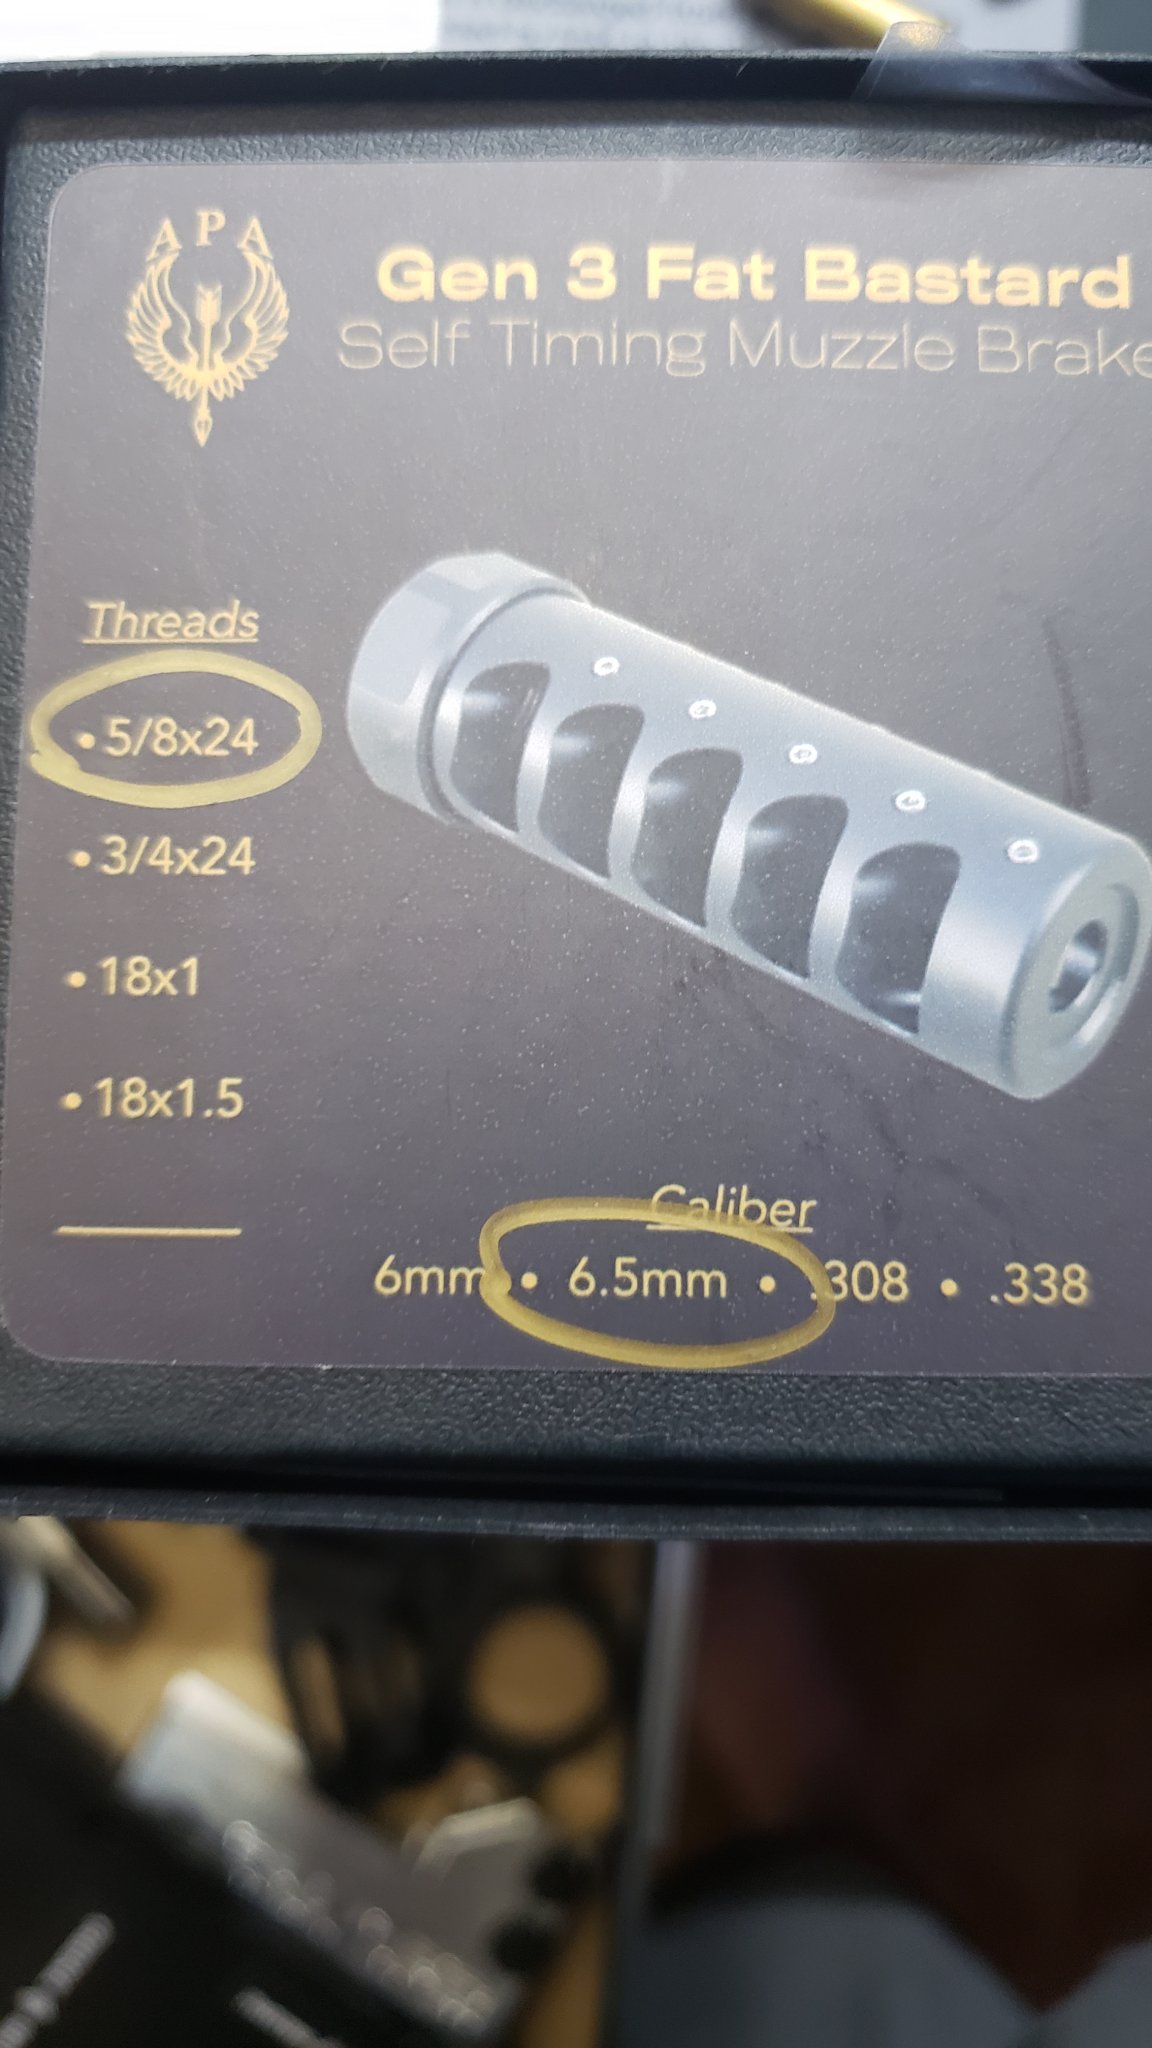 APA
Gen 3 Fat Bastard
Self Timing Muzzle Brake
Threads
• 5/8x24
• 3/4x24
• 18x1
• 18x1.5
Caliber
6mm • 6.5mm • .308 • .338